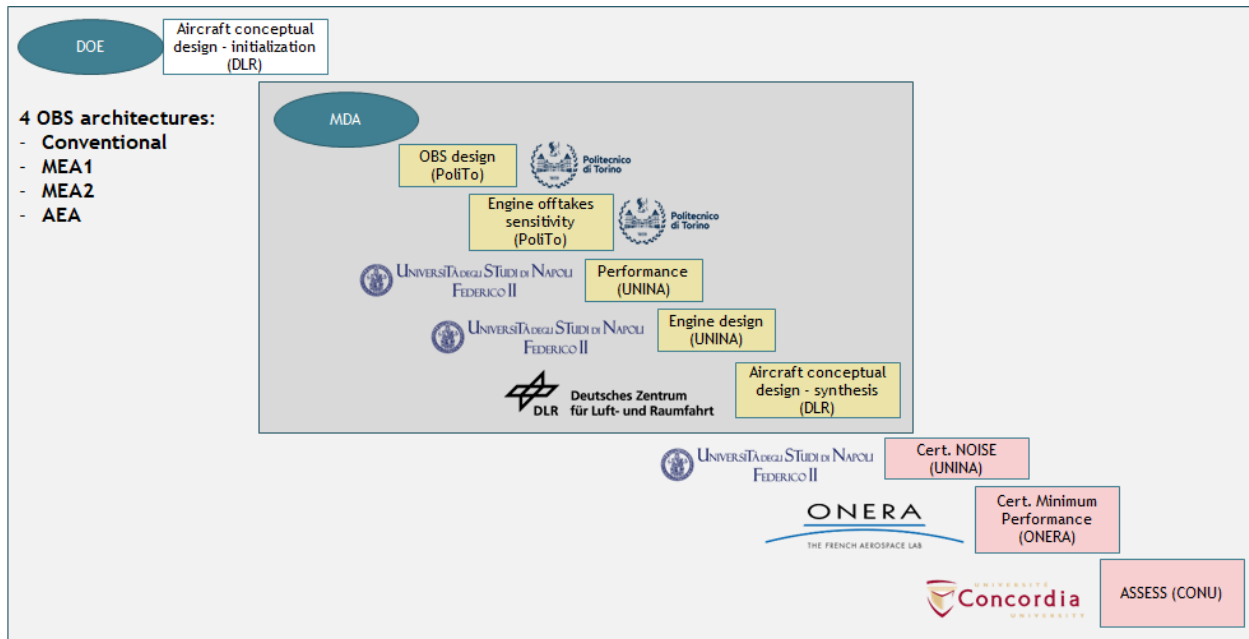 DOE
Aircraft conceptual
design - initialization
(DLR)
4 OBS architectures:
- Conventional
- MEA1
- MEA2
- AEA
MDA
OBS design
(PoliTo)
Politecnico
di Torino
Engine offtakes
sensitivity
(PoliTo)
Politecnico
di Torino
UNIVERSITÀ DEGLI STUDI DI NAPOLI
FEDERICO II
Performance
(UNINA)
UNIVERSITÀ DEGLI STUDI DI NAPOLI
FEDERICO II
Engine design
(UNINA)
DLR
Deutsches Zentrum
für Luft- und Raumfahrt
Aircraft conceptual
design - synthesis
(DLR)
UNIVERSITÀ DEGLI STUDI DI NAPOLI
FEDERICO II
Cert. NOISE
(UNINA)
ONERA
THE FRENCH AEROSPACE LAB
Cert. Minimum
Performance
(ONERA)
UNIVERSITÉ
Concordia
UNIVERSITY
ASSESS (CONU)